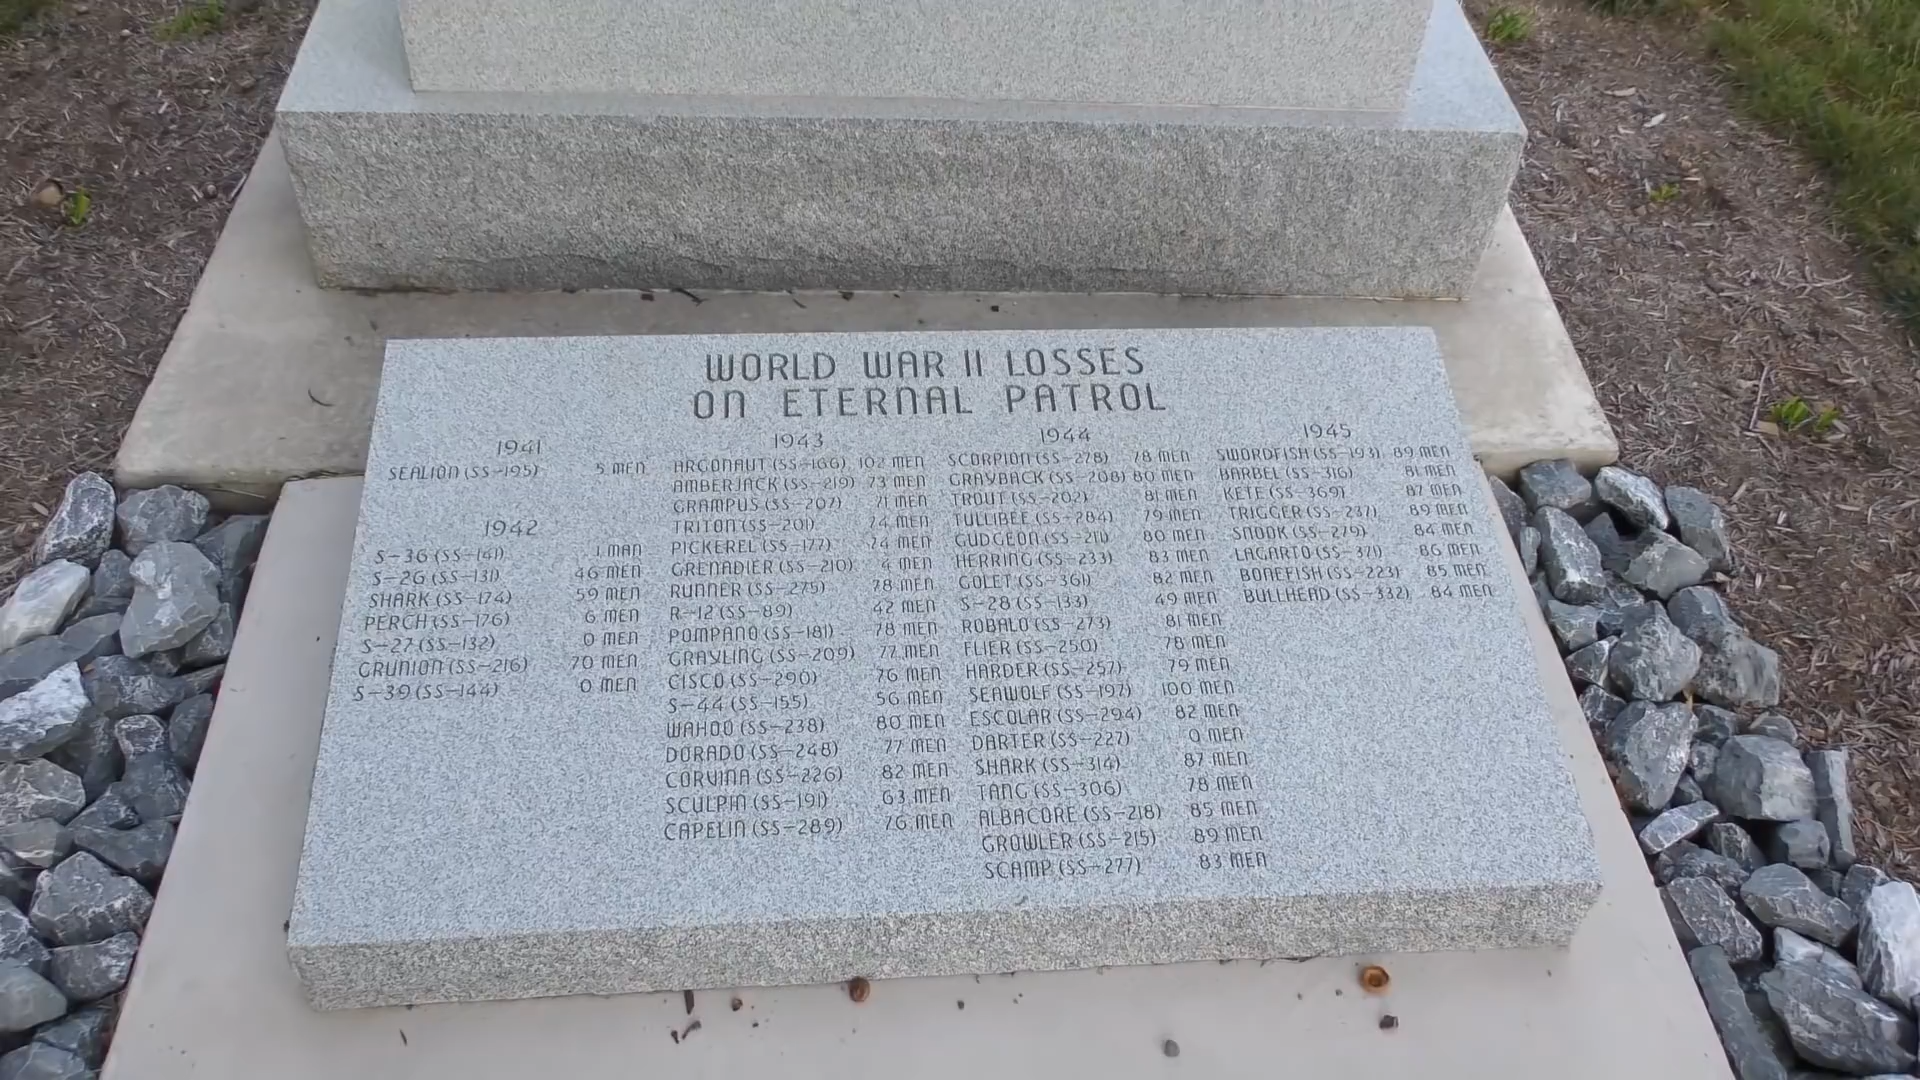 WORLD WAR II LOSSES
ON ETERNAL PATROL
1941
SEALION (SS-195) 5 MEN
1942
S-36 (SS-141) 1 MAN
S-26 (SS-131) 46 MEN
SHARK (SS-174) 59 MEN
PERCH (SS-176) 6 MEN
S-27 (SS-132) 0 MEN
GRUNION (SS-216) 70 MEN
S-39 (SS-144) 0 MEN
1943
ARGONAUT (SS-166) 102 MEN
AMBERJACK (SS-219) 73 MEN
GRAMPUS (SS-207) 71 MEN
TRITON (SS-201) 74 MEN
PICKEREL (SS-177) 74 MEN
GRENADIER (SS-210) 4 MEN
RUNNER (SS-275) 78 MEN
R-12 (SS-89) 42 MEN
POMPANO (SS-181) 78 MEN
GRAYLING (SS-209) 77 MEN
CISCO (SS-290) 76 MEN
S-44 (SS-155) 56 MEN
WAHOO (SS-238) 80 MEN
DORADO (SS-248) 77 MEN
CORVINA (SS-226) 82 MEN
SCULPIN (SS-191) 63 MEN
CAPELIN (SS-289) 76 MEN
1944
SCORPION (SS-278) 78 MEN
GRAYBACK (SS-208) 80 MEN
TROUT (SS-202) 81 MEN
TULLIBEE (SS-284) 79 MEN
GUDGEON (SS-211) 80 MEN
HERRING (SS-233) 83 MEN
GOLET (SS-361) 82 MEN
S-28 (SS-133) 49 MEN
ROBALO (SS-273) 81 MEN
FLIER (SS-250) 78 MEN
HARDER (SS-257) 79 MEN
SEAWOLF (SS-197) 100 MEN
ESCOLAR (SS-294) 82 MEN
DARTER (SS-227) 0 MEN
SHARK (SS-314) 87 MEN
TANG (SS-306) 78 MEN
ALBACORE (SS-218) 85 MEN
GROWLER (SS-215) 89 MEN
SCAMP (SS-277) 83 MEN
1945
SWORDFISH (SS-193) 89 MEN
BARBEL (SS-316) 81 MEN
KETE (SS-369) 87 MEN
TRIGGER (SS-237) 89 MEN
SNOOK (SS-279) 84 MEN
LAGARTO (SS-371) 86 MEN
BONEFISH (SS-223) 85 MEN
BULLHEAD (SS-332) 84 MEN